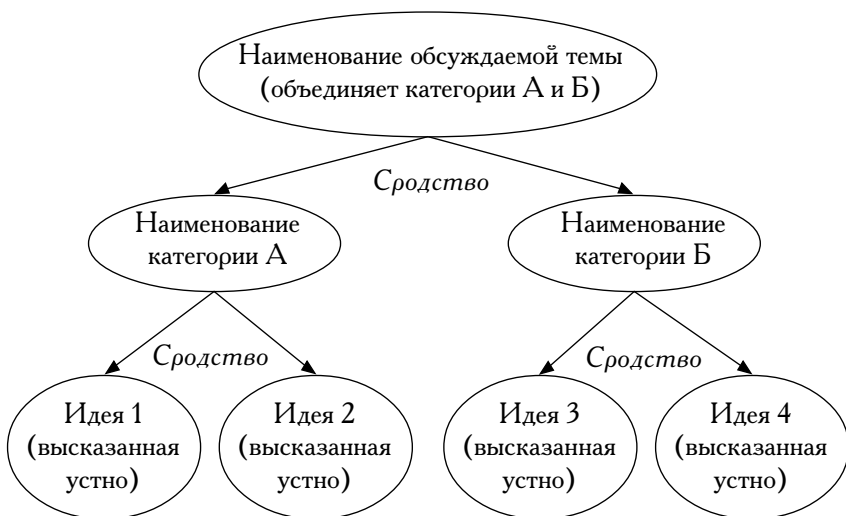 Наименование обсуждаемой темы
(объединяет категории А и Б)
Сродство
Наименование
категории А
Наименование
категории Б
Сродство
Сродство
Идея 1
(высказанная
устно)
Идея 2
(высказанная
устно)
Идея 3
(высказанная
устно)
Идея 4
(высказанная
устно)